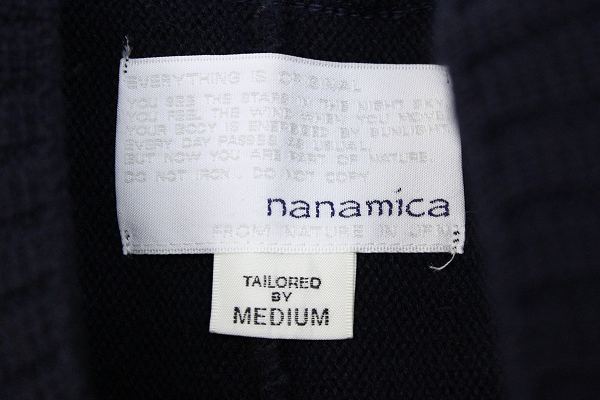 EVERYTHING IS ORIGINAL
YOU SEE THE STARS IN THE NIGHT SKY.
YOU FEEL THE WIND WHEN YOU MOVE.
YOUR BODY IS ENERGIZED BY SUNLIGHT.
EVERY DAY PASSES AS USUAL.
BUT NOW YOU ARE PART OF NATURE.
DO NOT IRON / DO NOT COPY
nanamica
FROM NATURE IN JPN
TAILORED
BY
MEDIUM